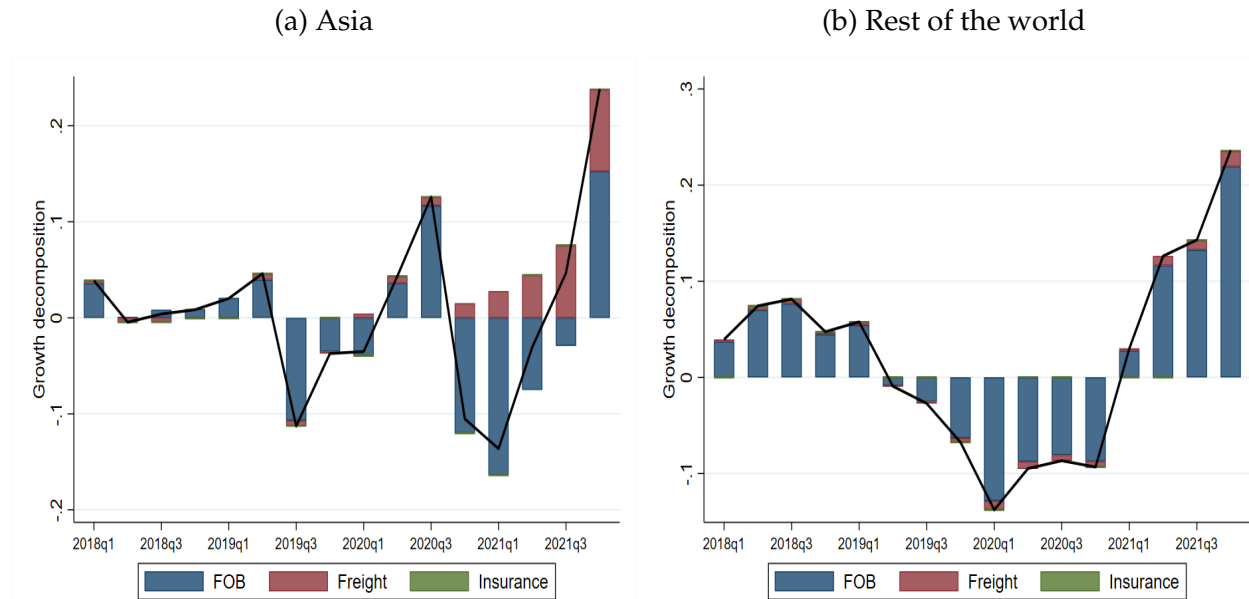 (a) Asia
Growth decomposition
.2
.1
0
-.1
-.2
2018q1 2018q3 2019q1 2019q3 2020q1 2020q3 2021q1 2021q3
FOB Freight Insurance
(b) Rest of the world
Growth decomposition
.3
.2
.1
0
-.1
2018q1 2018q3 2019q1 2019q3 2020q1 2020q3 2021q1 2021q3
FOB Freight Insurance